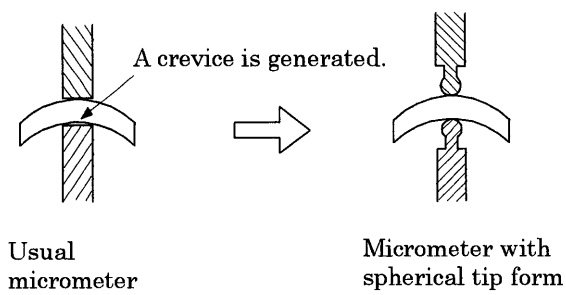 A crevice is generated.
Usual
micrometer
Micrometer with
spherical tip form